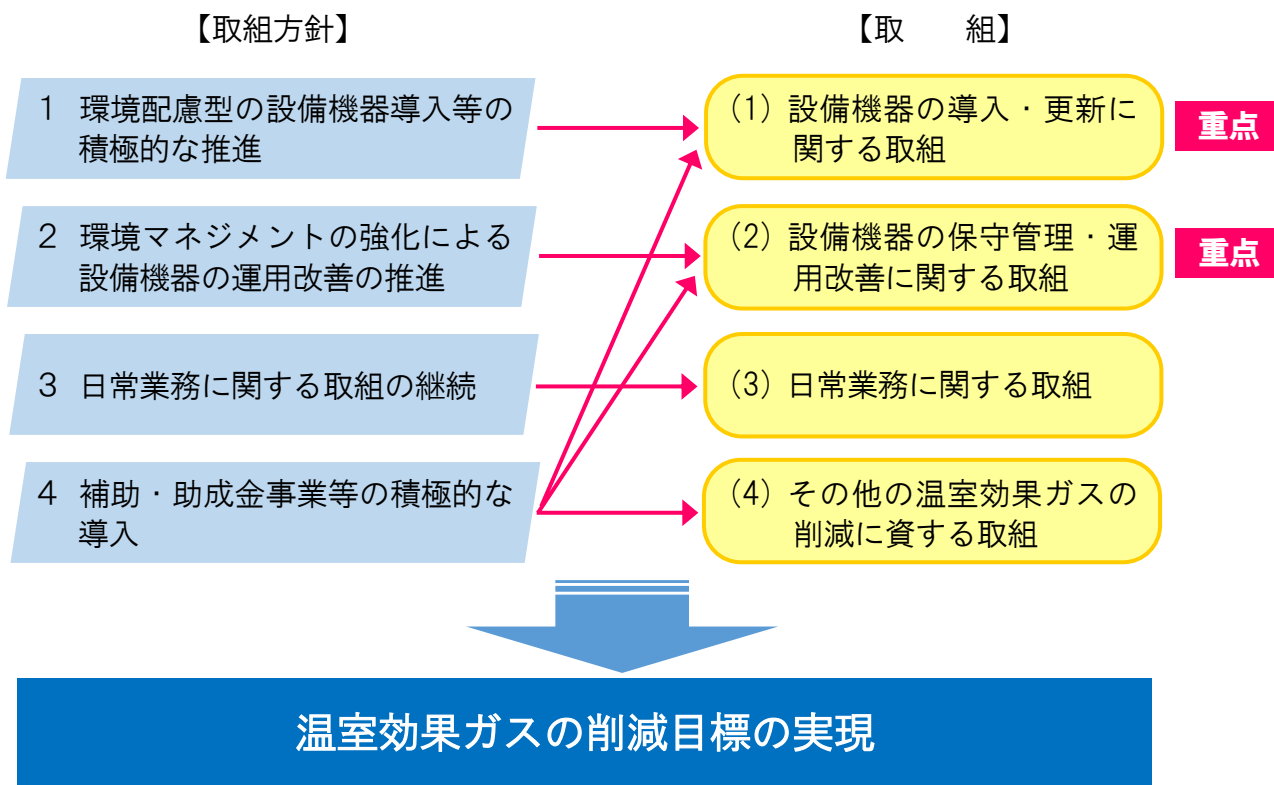 【取組方針】
【取　　組】
1 環境配慮型の設備機器導入等の
積極的な推進
(1) 設備機器の導入・更新に
関する取組
重点
2 環境マネジメントの強化による
設備機器の運用改善の推進
(2) 設備機器の保守管理・運
用改善に関する取組
重点
3 日常業務に関する取組の継続
(3) 日常業務に関する取組
4 補助・助成金事業等の積極的な
導入
(4) その他の温室効果ガスの
削減に資する取組
温室効果ガスの削減目標の実現